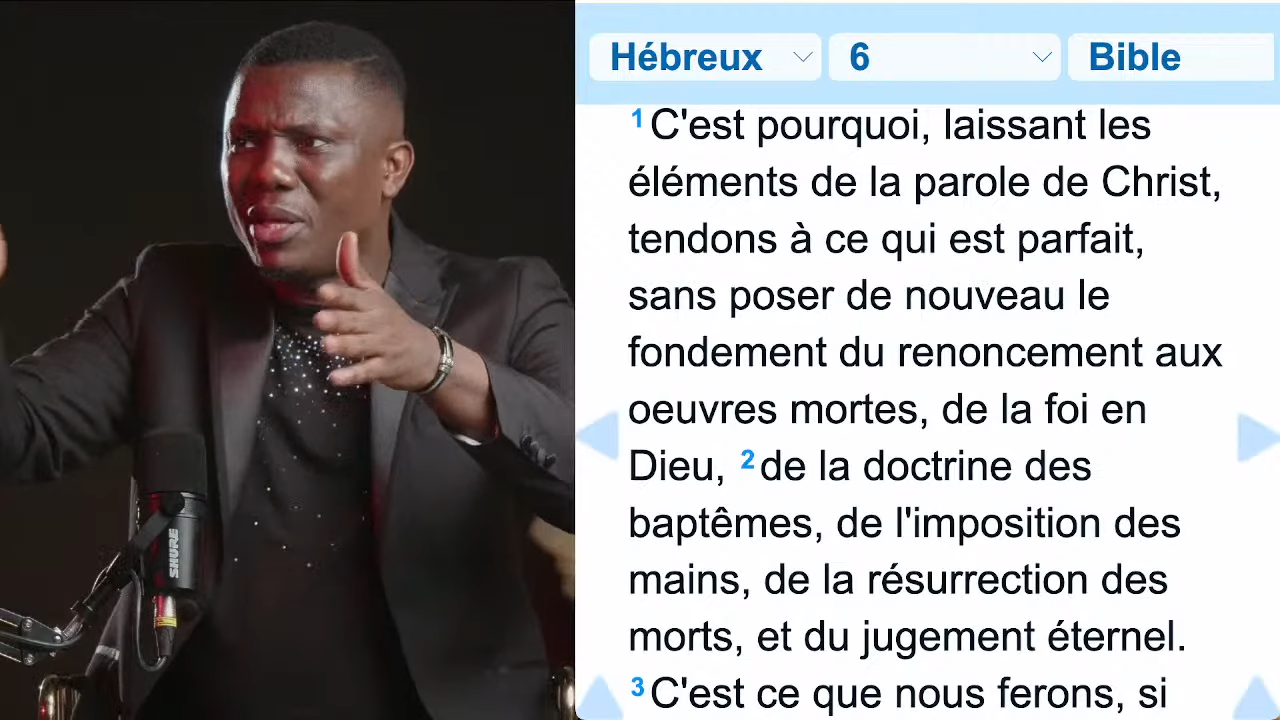 Hébreux 6 Bible
1 C'est pourquoi, laissant les
éléments de la parole de Christ,
tendons à ce qui est parfait,
sans poser de nouveau le
fondement du renoncement aux
oeuvres mortes, de la foi en
Dieu, 2 de la doctrine des
baptêmes, de l'imposition des
mains, de la résurrection des
morts, et du jugement éternel.
3 C'est ce que nous ferons, si
SHURE